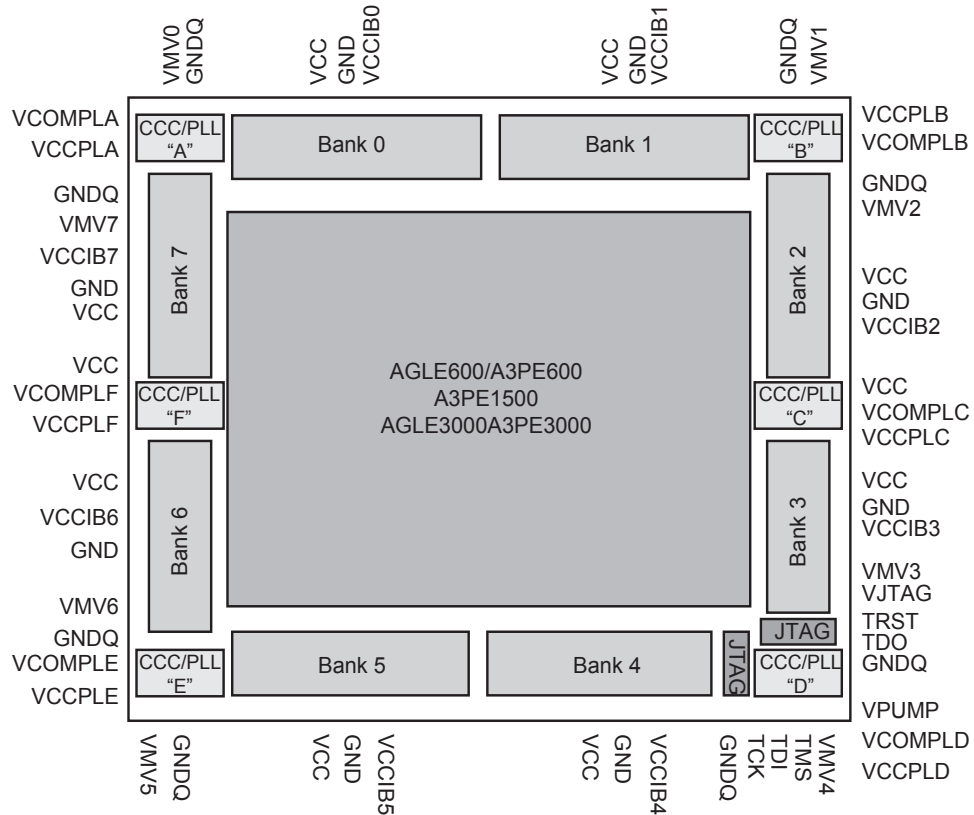 VMV0
GNDQ
VCC
GND
VCCIB0
VCC
GND
VCCIB1
GNDQ
VMV1
VCOMPLA
VCCPLA
GNDQ
VMV7
VCCIB7
GND
VCC
VCC
VCOMPLF
VCCPLF
VCC
VCCIB6
GND
VMV6
GNDQ
VCOMPLE
VCCPLE
CCC/PLL
“A”
Bank 0
Bank 1
CCC/PLL
“B”
Bank 7
Bank 2
CCC/PLL
“F”
AGLE600/A3PE600
A3PE1500
AGLE3000A3PE3000
CCC/PLL
“C”
Bank 6
Bank 3
JTAG
CCC/PLL
“E”
Bank 5
Bank 4
JTAG
CCC/PLL
“D”
VCCPLB
VCOMPLB
GNDQ
VMV2
VCC
GND
VCCIB2
VCC
VCOMPLC
VCCPLC
VCC
GND
VCCIB3
VMV3
VJTAG
TRST
TDO
GNDQ
VPUMP
VCOMPLD
VCCPLD
VMV5
GNDQ
VCC
GND
VCCIB5
VCC
GND
VCCIB4
GNDQ
TCK
TDI
TMS
VMV4